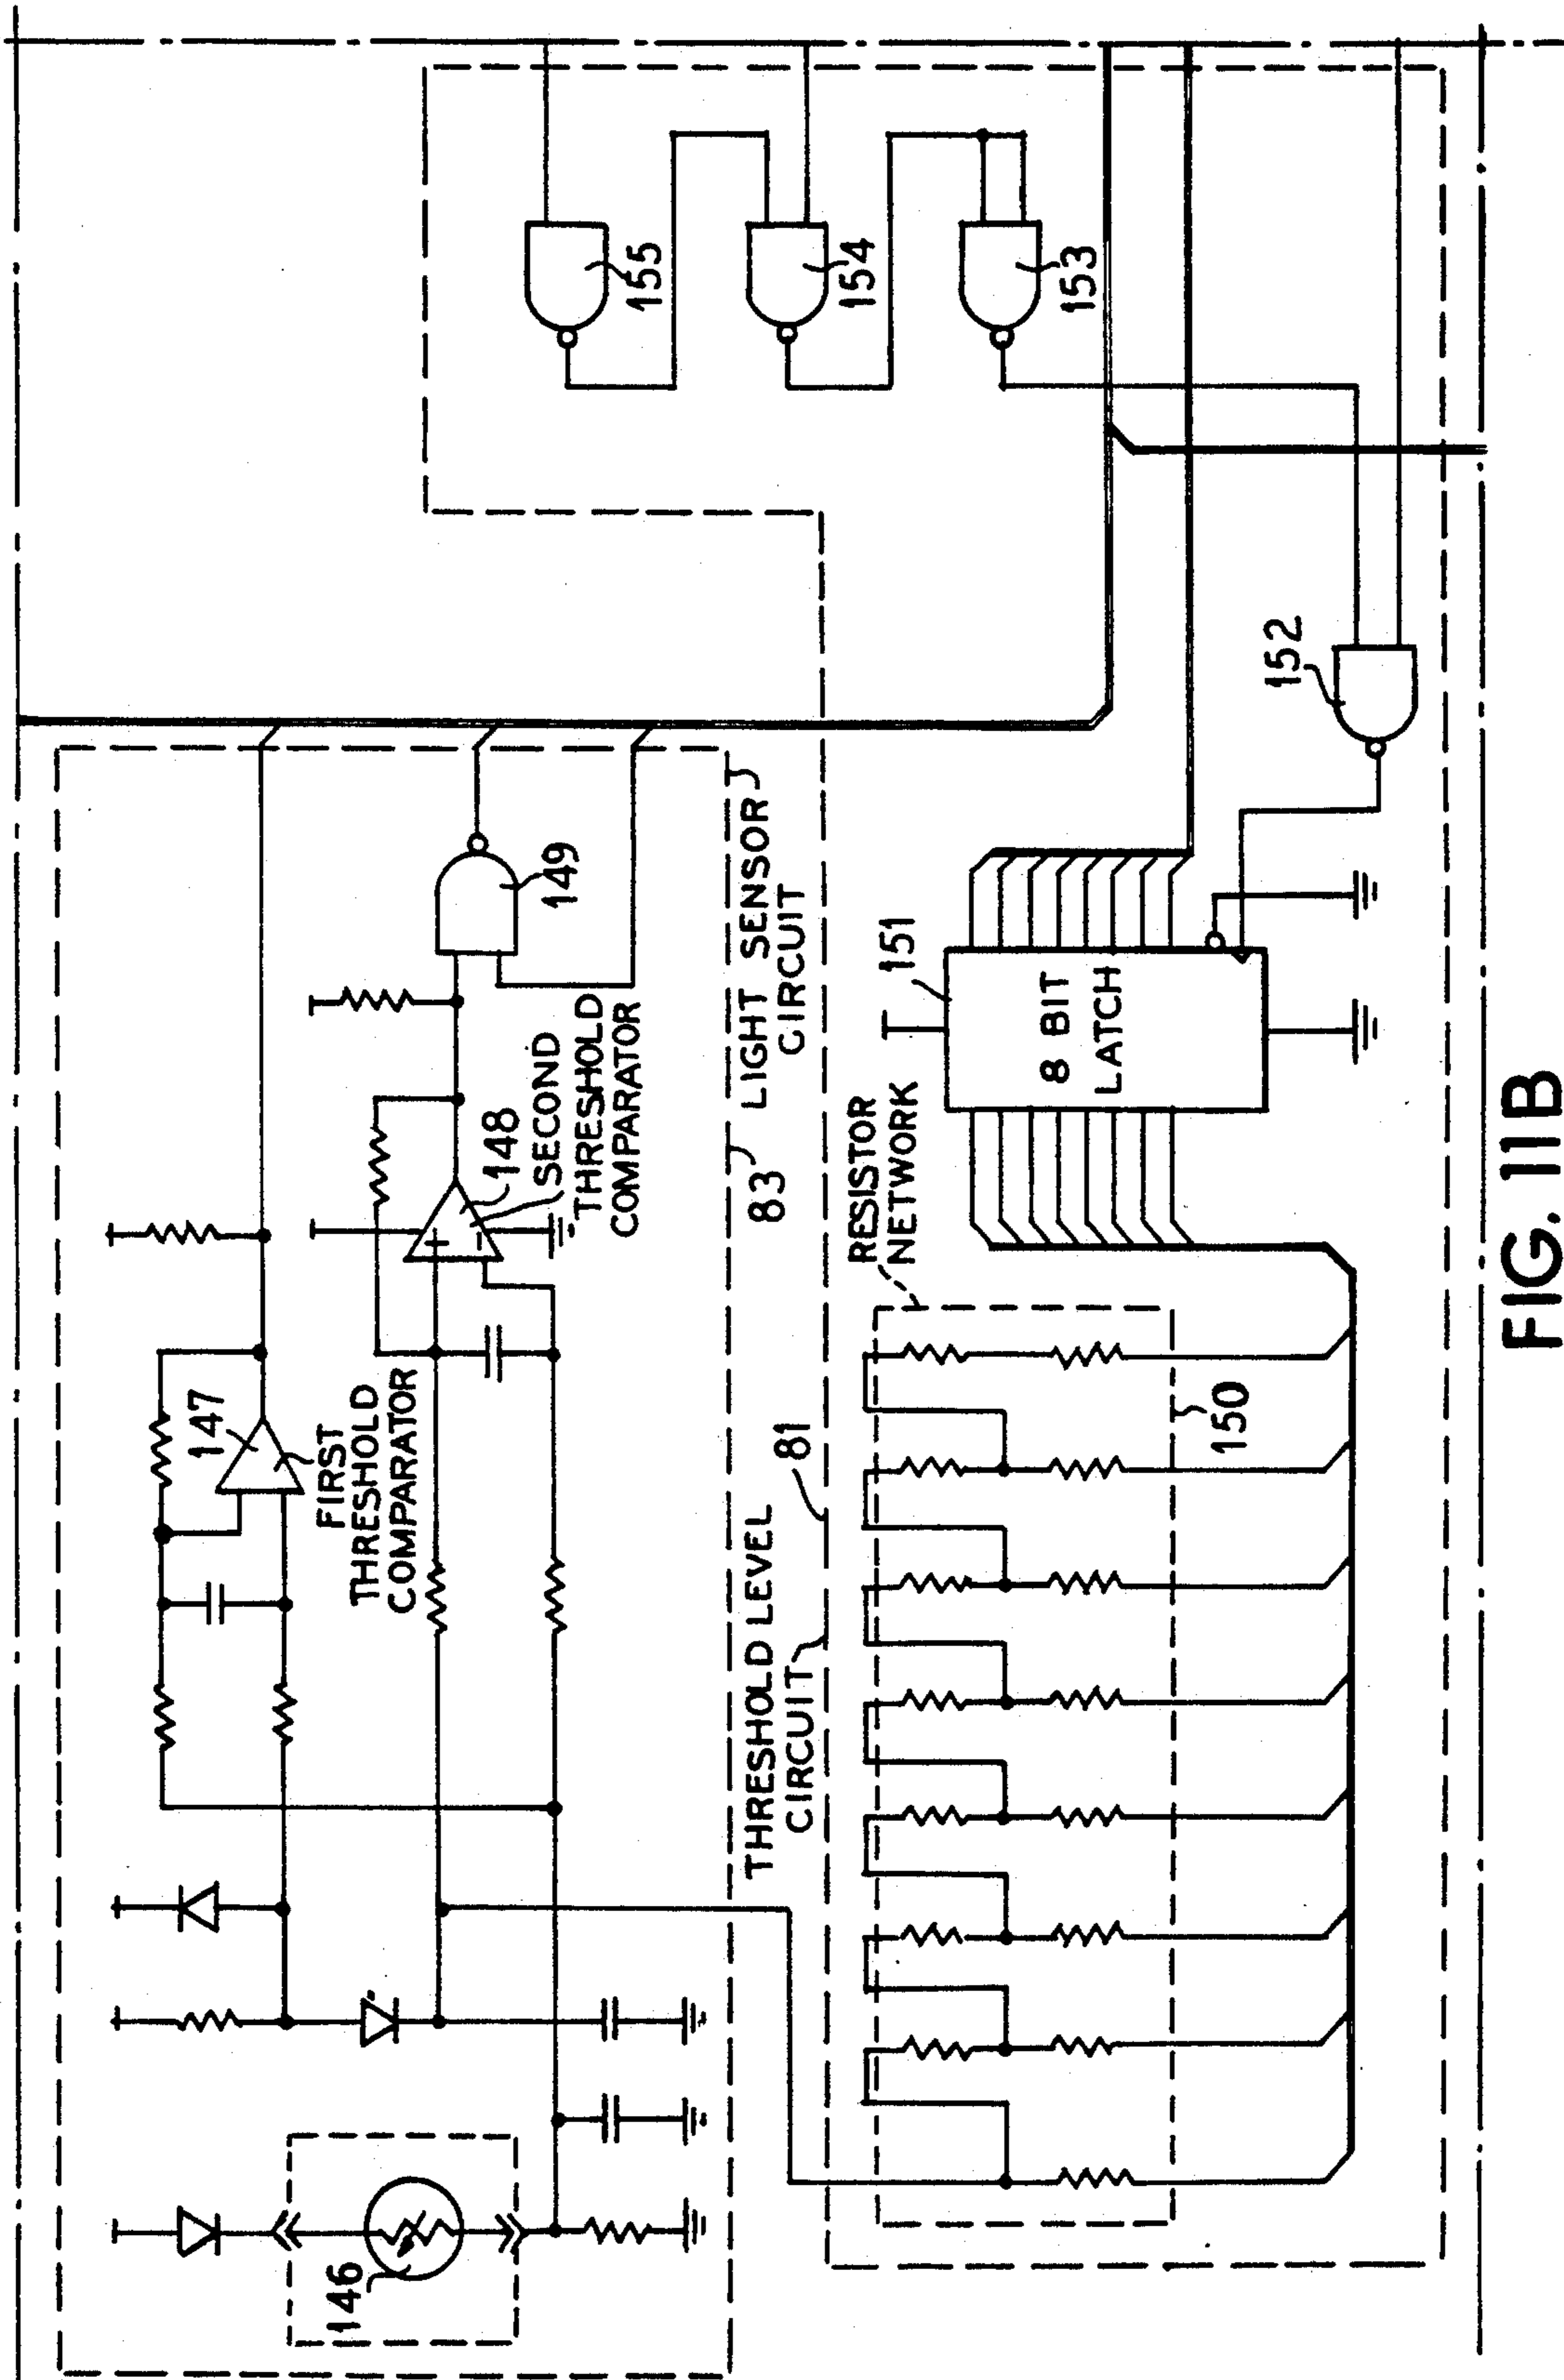 146
147
FIRST
THRESHOLD
COMPARATOR
148
SECOND
THRESHOLD
COMPARATOR
149
83
LIGHT SENSOR
CIRCUIT
155
154
153
THRESHOLD LEVEL
CIRCUIT
81
RESISTOR
NETWORK
150
151
8 BIT
LATCH
152
FIG. 11B